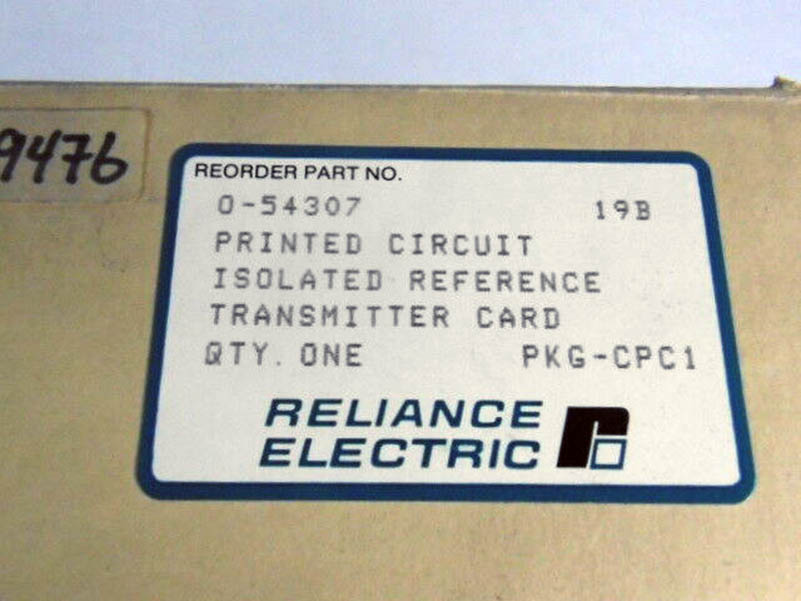 9476
REORDER PART NO.
0-54307 19B
PRINTED CIRCUIT
ISOLATED REFERENCE
TRANSMITTER CARD
QTY. ONE PKG-CPC1
RELIANCE
ELECTRIC